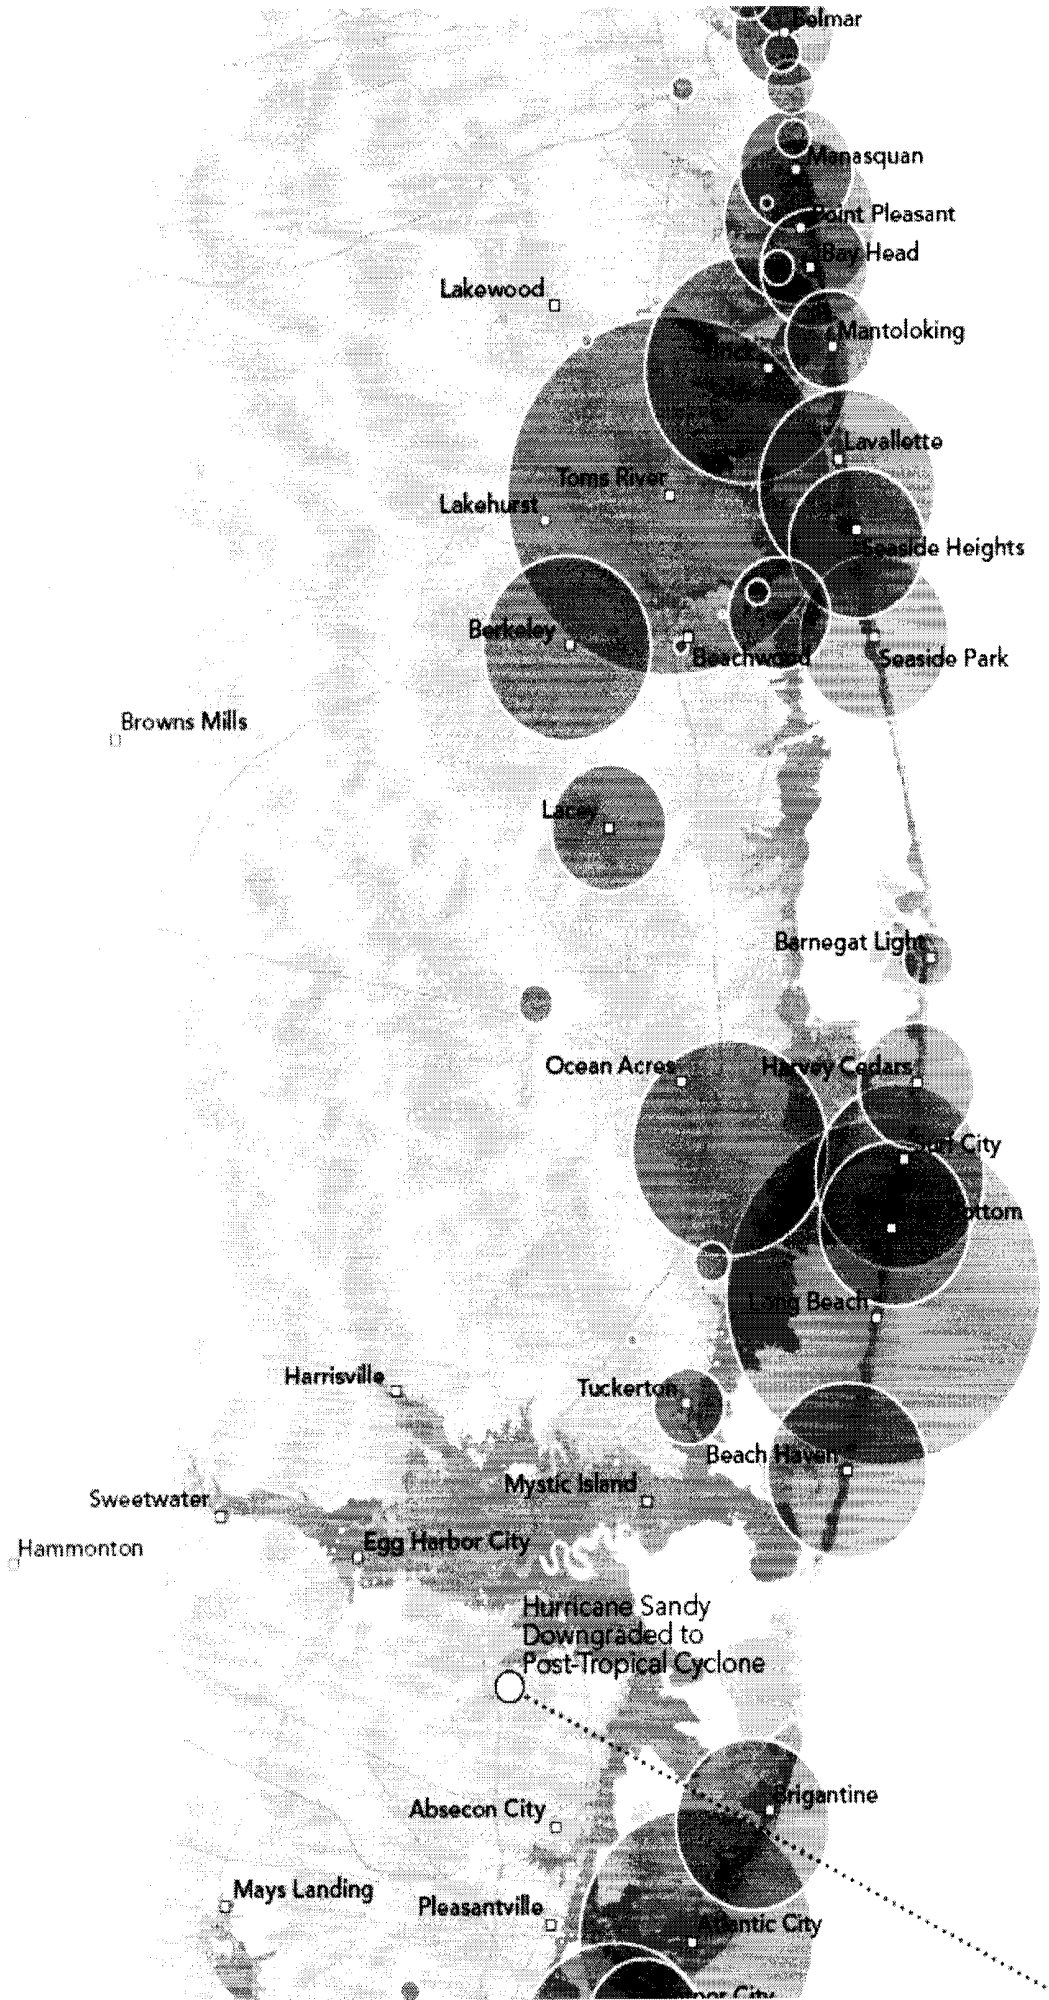 Belmar
Manasquan
Point Pleasant
Bay Head
Lakewood
Mantoloking
Brick
Lavallette
Toms River
Lakehurst
Seaside Heights
Berkeley
Beachwood
Seaside Park
Browns Mills
Lacey
Barnegat Light
Ocean Acres
Harvey Cedars
Surf City
Bottom
Long Beach
Harrisville
Tuckerton
Beach Haven
Mystic Island
Sweetwater
Egg Harbor City
Hammonton
Hurricane Sandy
Downgraded to
Post-Tropical Cyclone
Brigantine
Absecon City
Mays Landing
Pleasantville
Atlantic City